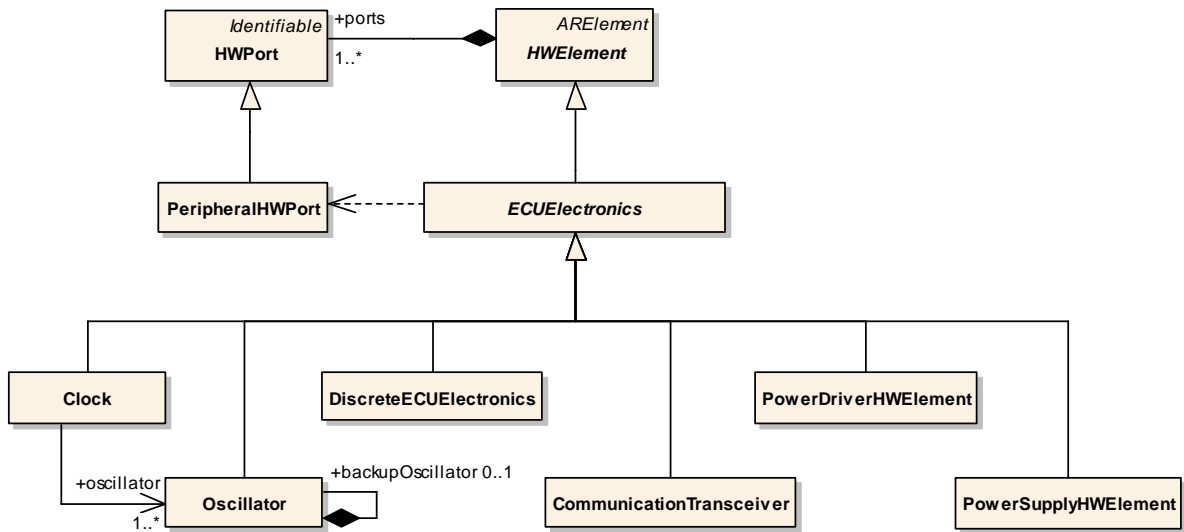 Identifiable
HWPort
+ports
1..*
ARElement
HWElement
PeripheralHWPort
ECUElectronics
Clock
DiscreteECUElectronics
PowerDriverHWElement
+oscillator
1..*
Oscillator
+backupOscillator 0..1
CommunicationTransceiver
PowerSupplyHWElement